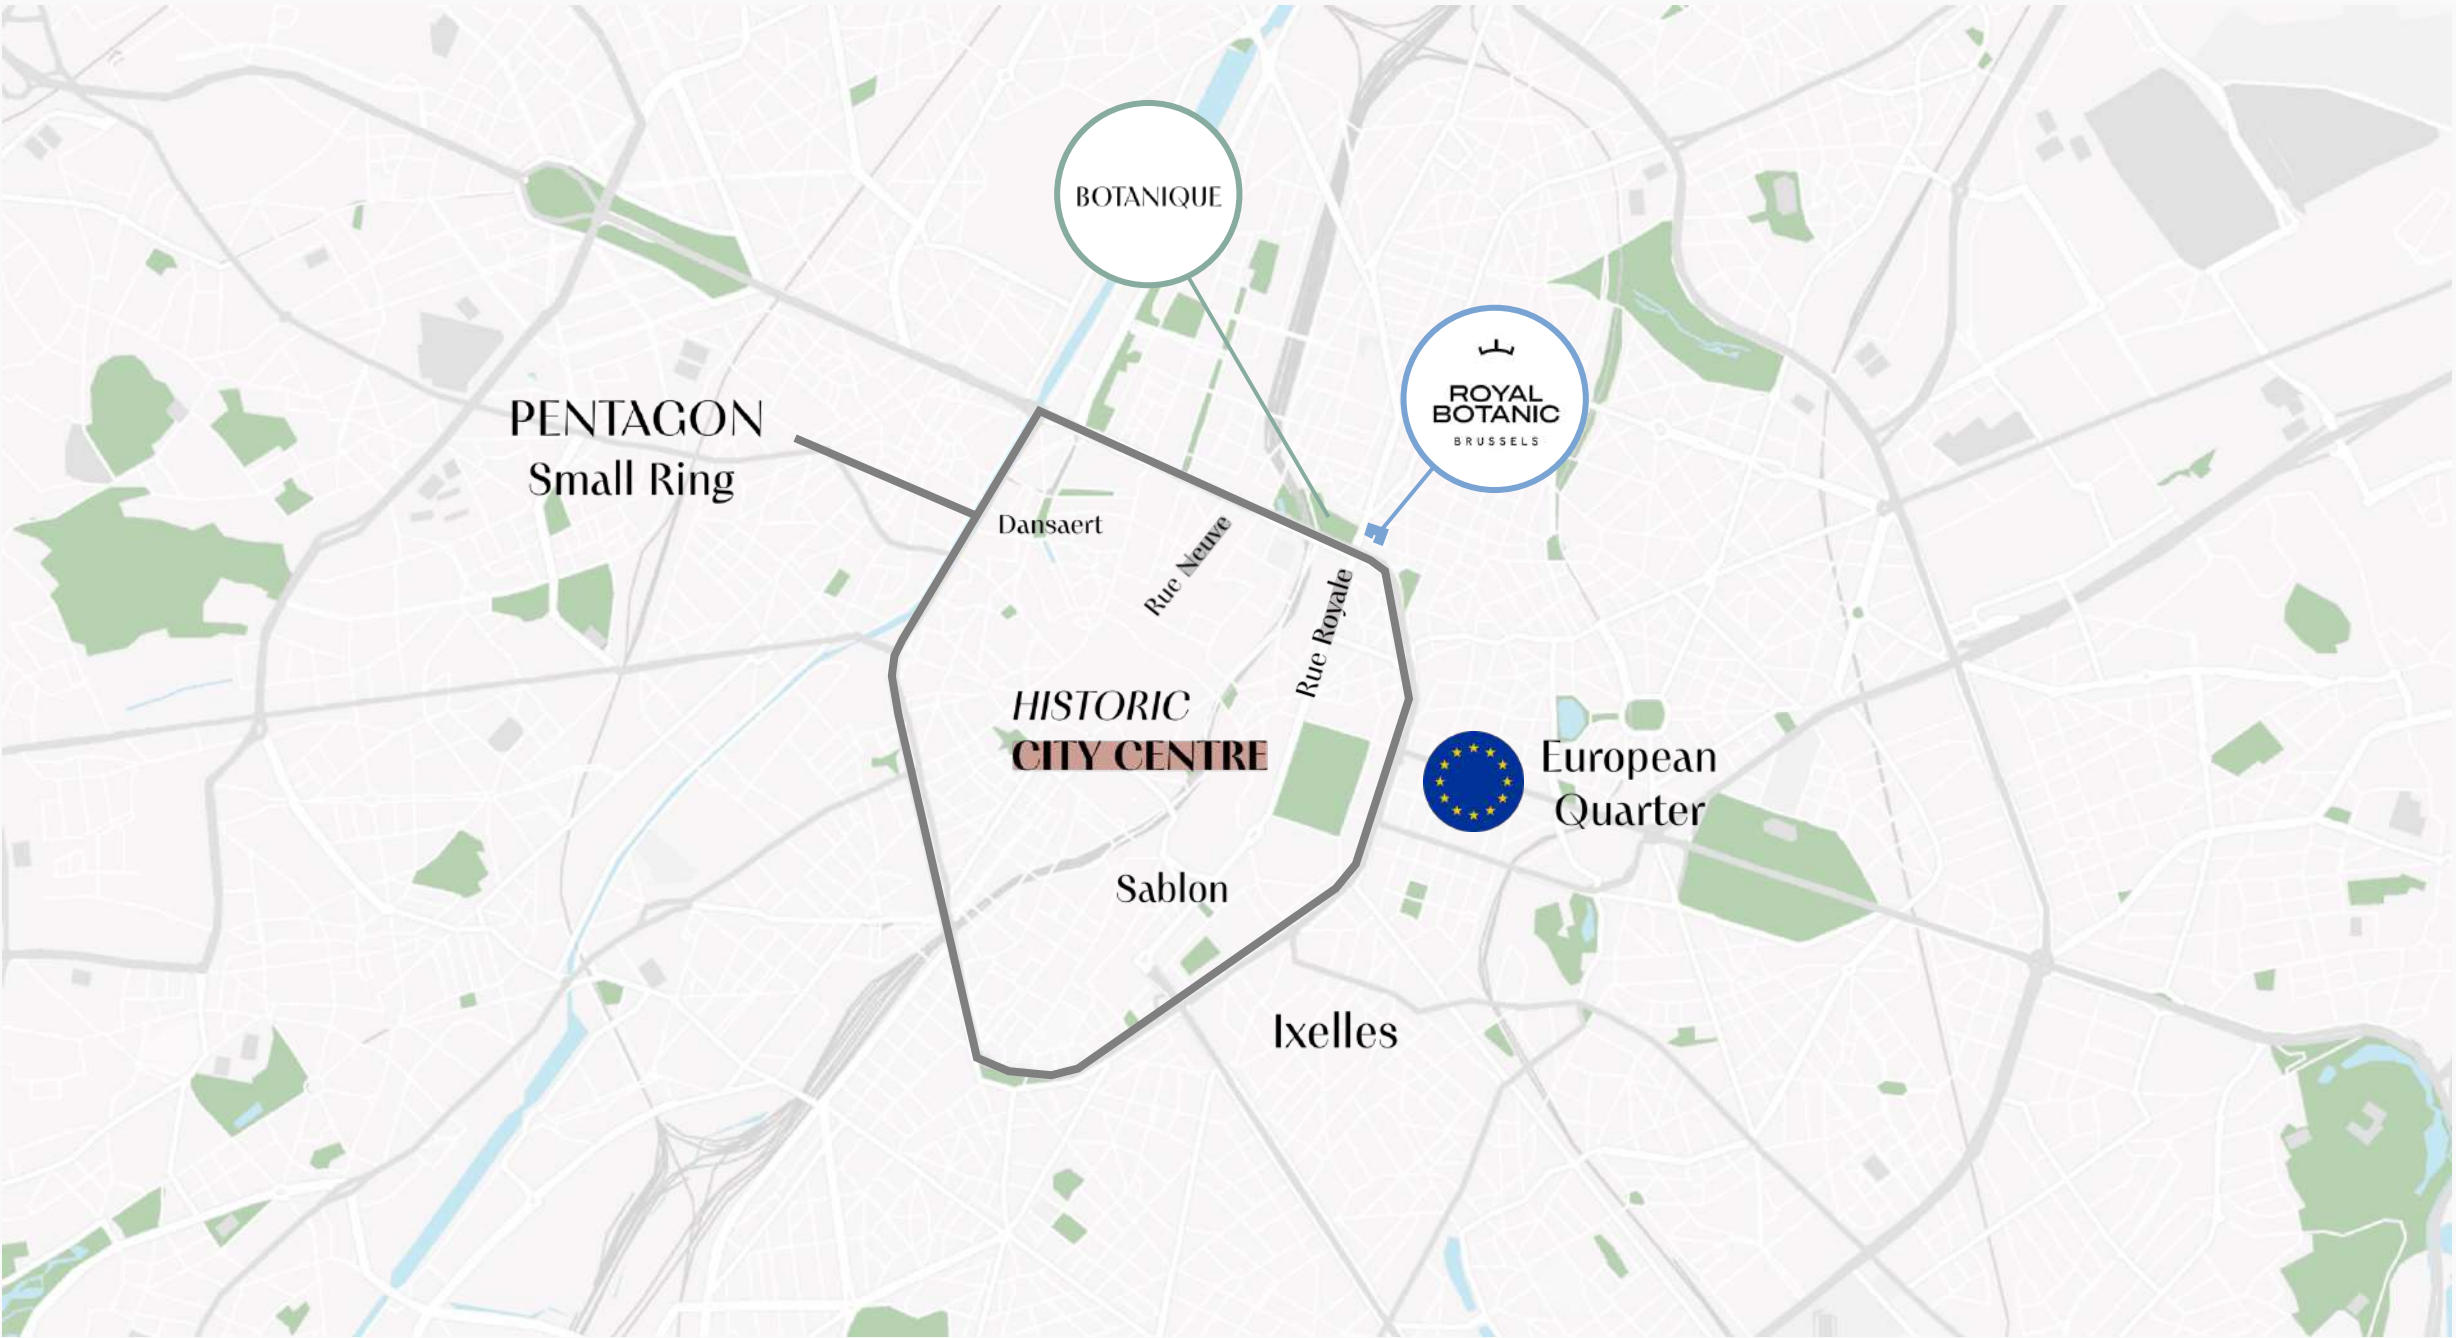 BOTANIQUE
ROYAL
BOTANIC
BRUSSELS
PENTAGON
Small Ring
Dansaert
Rue Neuve
Rue Royale
HISTORIC
CITY CENTRE
European
Quarter
Sablon
Ixelles